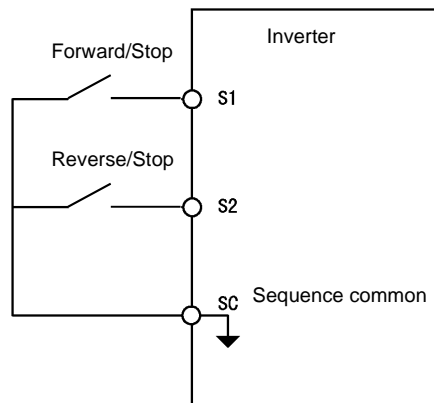 Inverter
Forward/Stop
S1
Reverse/Stop
S2
SC
Sequence common